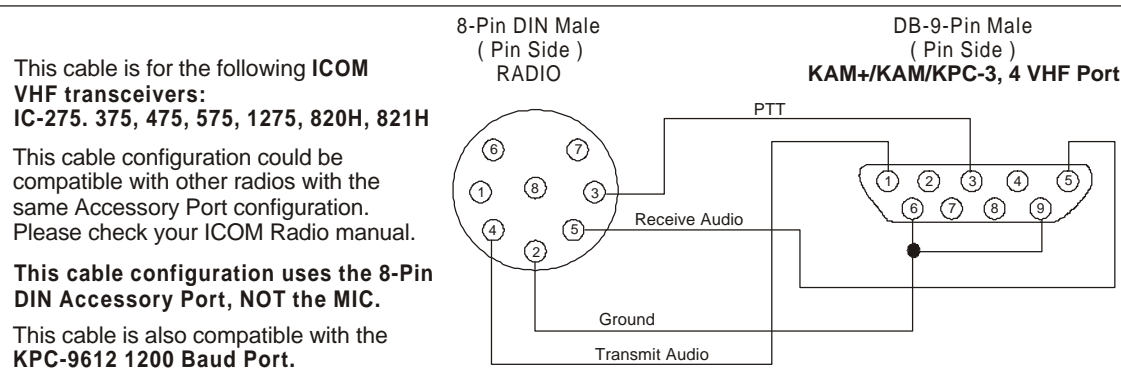 This cable is for the following ICOM
VHF transceivers:
IC-275. 375, 475, 575, 1275, 820H, 821H
This cable configuration could be
compatible with other radios with the
same Accessory Port configuration.
Please check your ICOM Radio manual.
This cable configuration uses the 8-Pin
DIN Accessory Port, NOT the MIC.
This cable is also compatible with the
KPC-9612 1200 Baud Port.
8-Pin DIN Male
( Pin Side )
RADIO
6 7
1 8 3
4 5
2
DB-9-Pin Male
( Pin Side )
KAM+/KAM/KPC-3, 4 VHF Port
PTT
1 2 3 4 5
6 7 8 9
Receive Audio
Ground
Transmit Audio